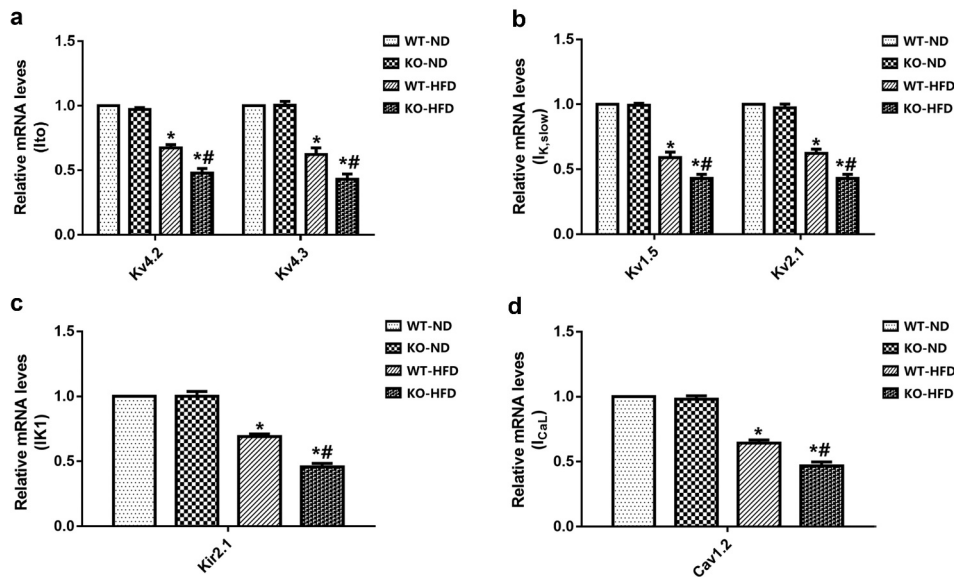 a
Relative mRNA leves
(Ito)
1.5
1.0
0.5
0.0
*
*#
*
*#
Kv4.2
Kv4.3
WT-ND
KO-ND
WT-HFD
KO-HFD
b
Relative mRNA leves
(IK,slow)
1.5
1.0
0.5
0.0
*
*#
*
*#
Kv1.5
Kv2.1
WT-ND
KO-ND
WT-HFD
KO-HFD
c
Relative mRNA leves
(IK1)
1.5
1.0
0.5
0.0
*
*#
Kir2.1
WT-ND
KO-ND
WT-HFD
KO-HFD
d
Relative mRNA leves
(ICaL)
1.5
1.0
0.5
0.0
*
*#
Cav1.2
WT-ND
KO-ND
WT-HFD
KO-HFD